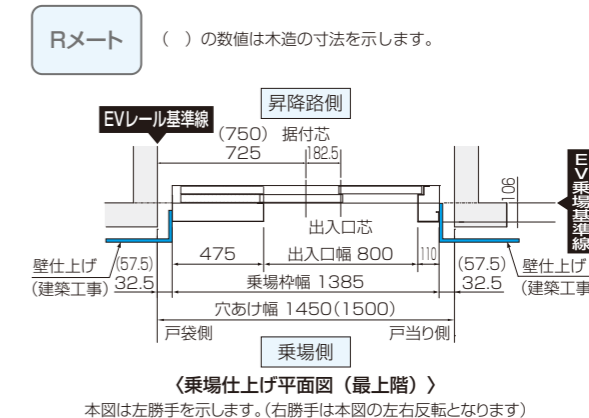 Rメート
（　）の数値は木造の寸法を示します。
昇降路側
EVレール基準線
(750) 据付芯
725 182.5
EV乗場基準線
106
出入口芯
475 出入口幅 800 110
壁仕上げ (57.5) 乗場枠幅 1385 (57.5) 壁仕上げ
(建築工事) 32.5 32.5 (建築工事
穴あけ幅 1450(1500)
戸袋側 戸当り側
乗場側
〈乗場仕上げ平面図（最上階）〉
本図は左勝手を示します。(右勝手は本図の左右反転となります)